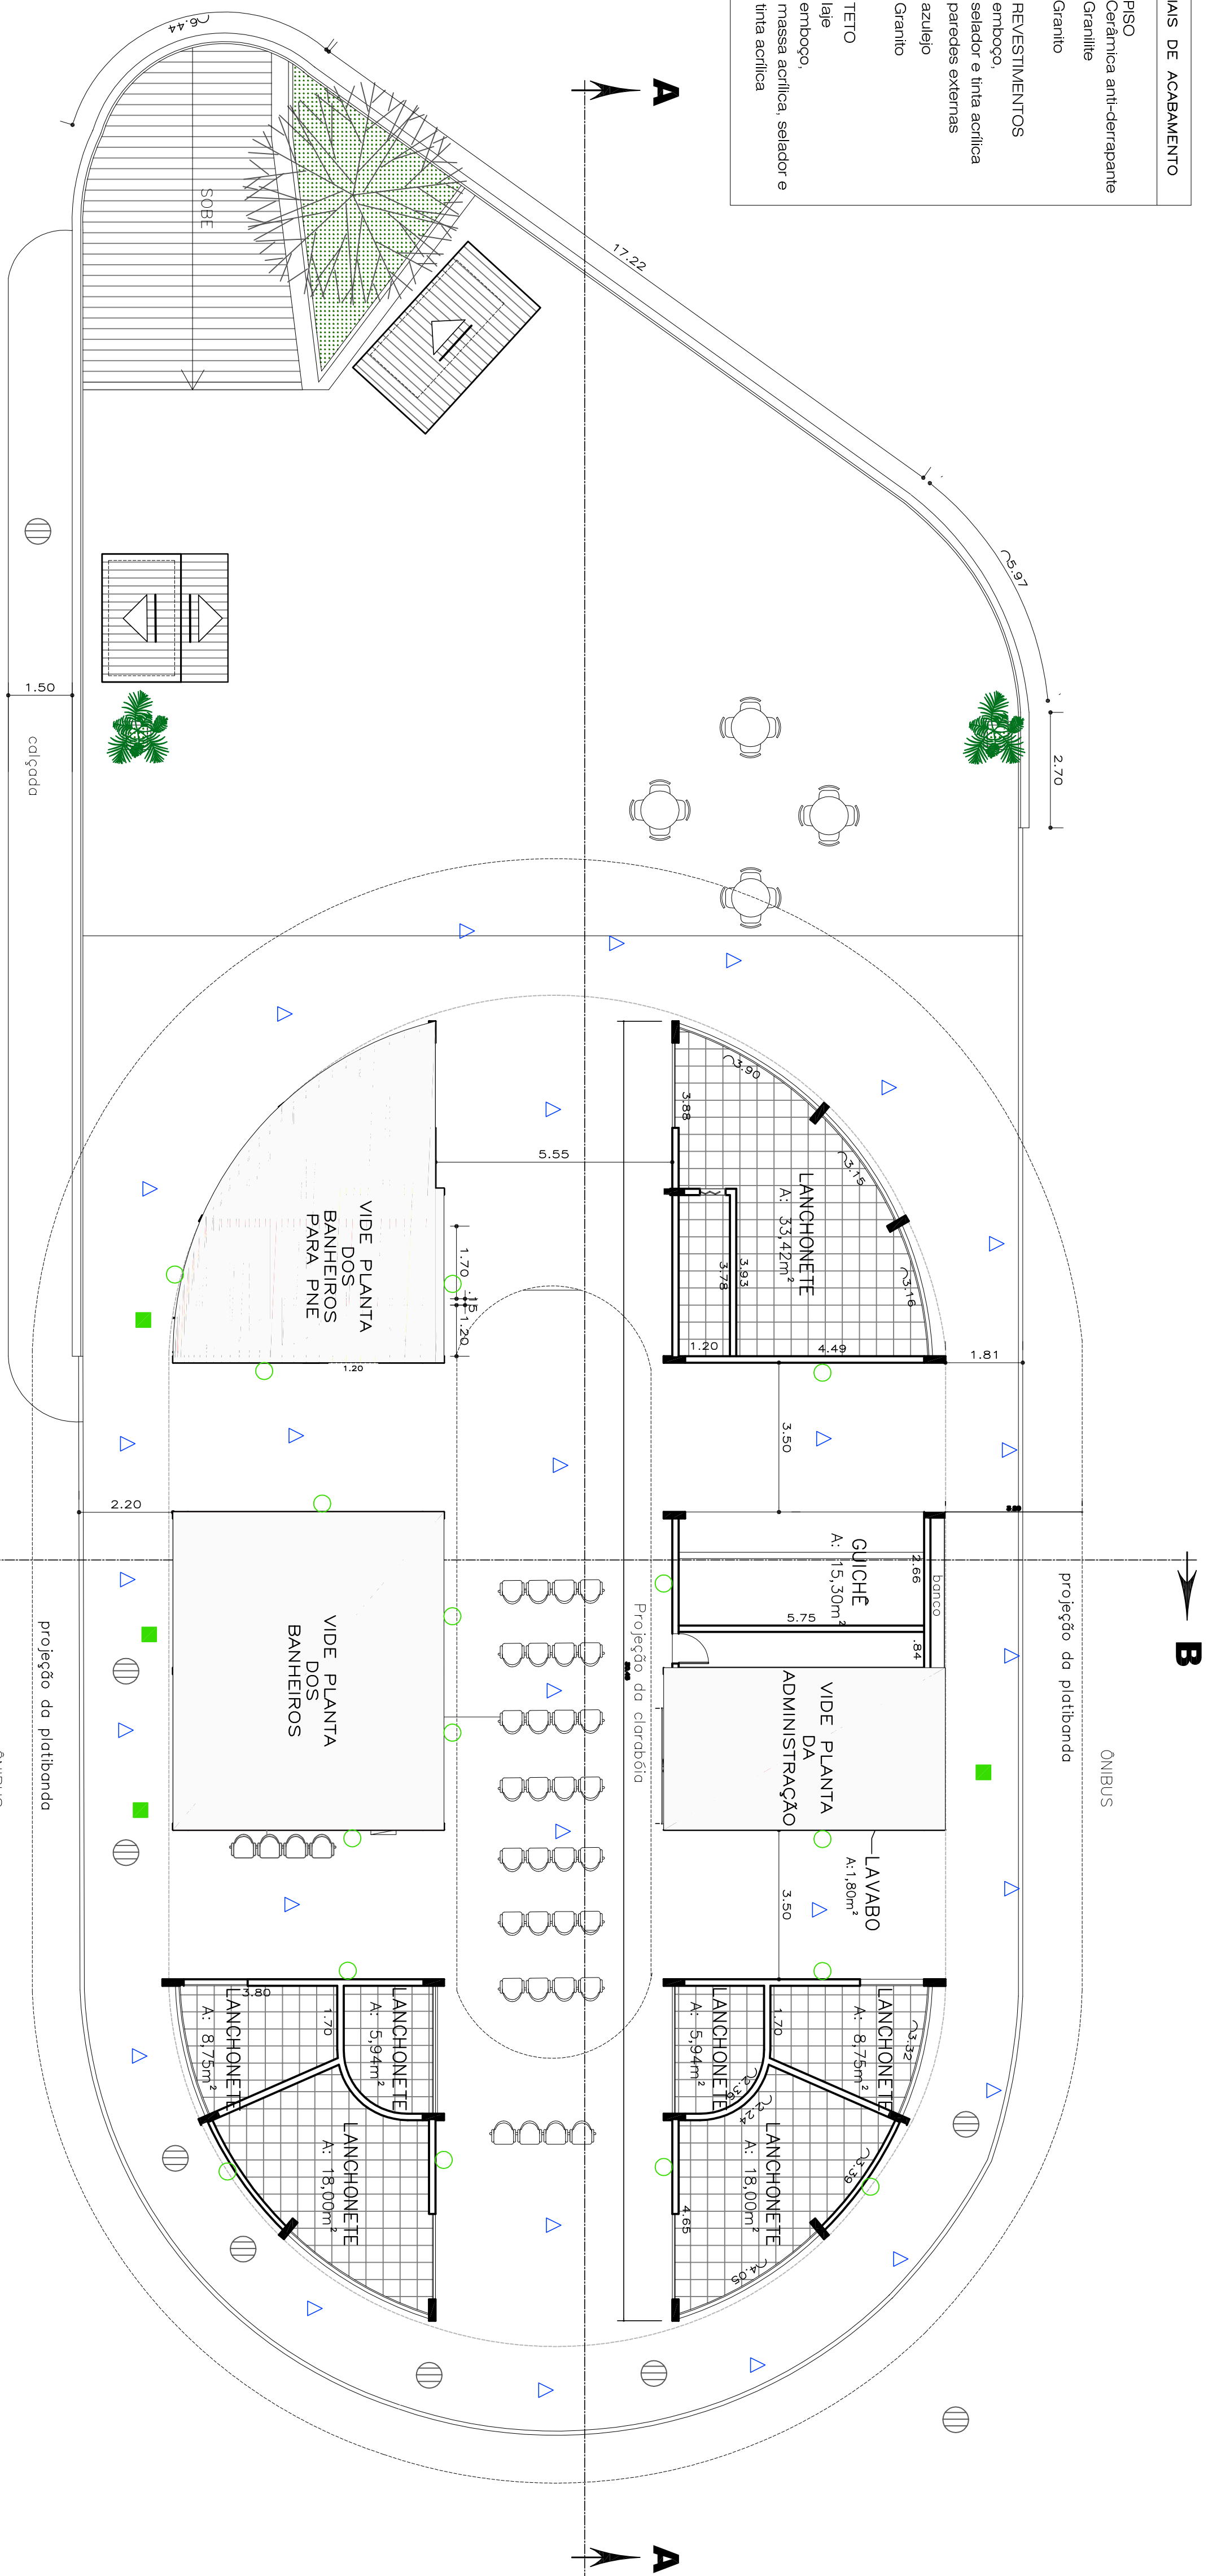 IAIS DE ACABAMENTO
PISO
Cerâmica anti-derrapante
Granilite
Granito
REVESTIMENTOS
emboço,
selador e tinta acrílica
paredes externas
azulejo
Granito
TETO
laje
emboço,
massa acrílica, selador e
tinta acrílica
A
B
A
6.44
17.22
5.97
2.70
SOBE
1.50
calçada
ÔNIBUS
projeção da platibanda
LANCHONETE
A: 33,42m²
3.90
3.15
3.16
3.88
3.93
3.78
1.20
4.49
1.81
5.55
3.50
GUICHÊ
A: 15,30m²
2.66
banco
5.75
.84
VIDE PLANTA
DA
ADMINISTRAÇÃO
LAVABO
A:1,80m²
3.50
LANCHONETE
A: 8,75m²
3.32
1.70
LANCHONETE
A: 5,94m²
2.36
2.24
LANCHONETE
A: 18,00m²
3.39
4.65
4.05
Projeção da clarabóia
VIDE PLANTA
DOS
BANHEIROS
PARA PNE
1.70
.15
1.20
1.20
2.20
VIDE PLANTA
DOS
BANHEIROS
LANCHONETE
A: 5,94m²
1.70
3.80
LANCHONETE
A: 8,75m²
LANCHONETE
A: 18,00m²
projeção da platibanda